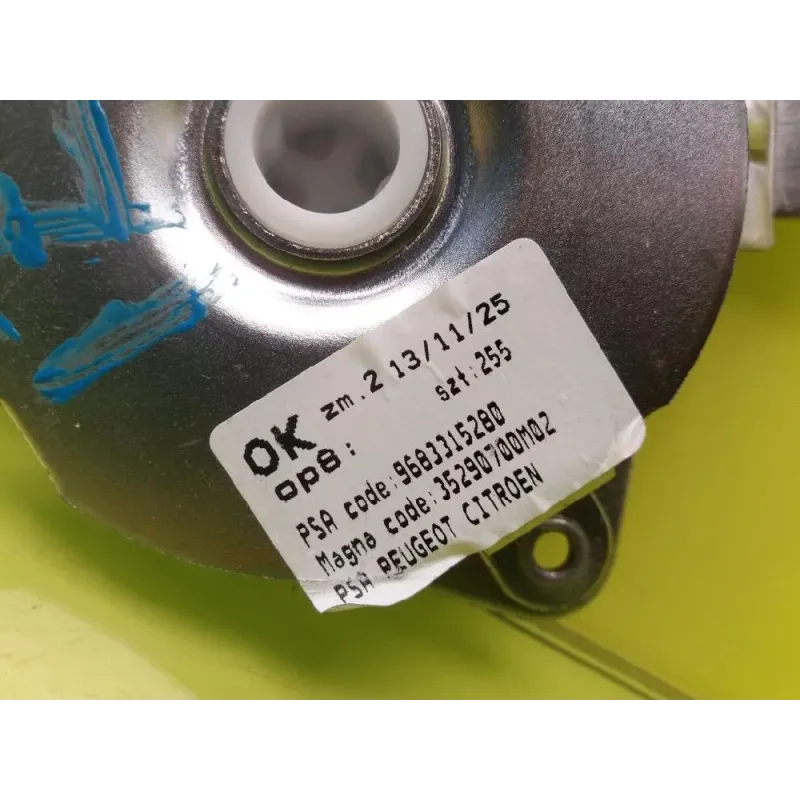 OK zm.2 13/11/25
op8: szt:255
PSA code:9683315280
Magna code:35290700M02
PSA PEUGEOT CITROEN